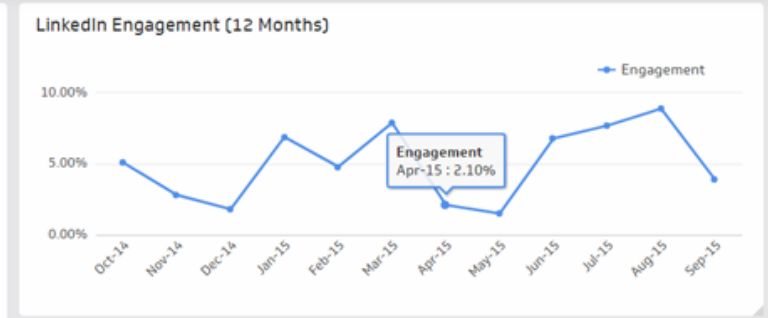 LinkedIn Engagement (12 Months)
Engagement
10.00%
Engagement
Apr-15 : 2.10%
5.00%
0.00%
Oct-14
Nov-14
Dec-14
Jan-15
Feb-15
Mar-15
Apr-15
May-15
Jun-15
Jul-15
Aug-15
Sep-15